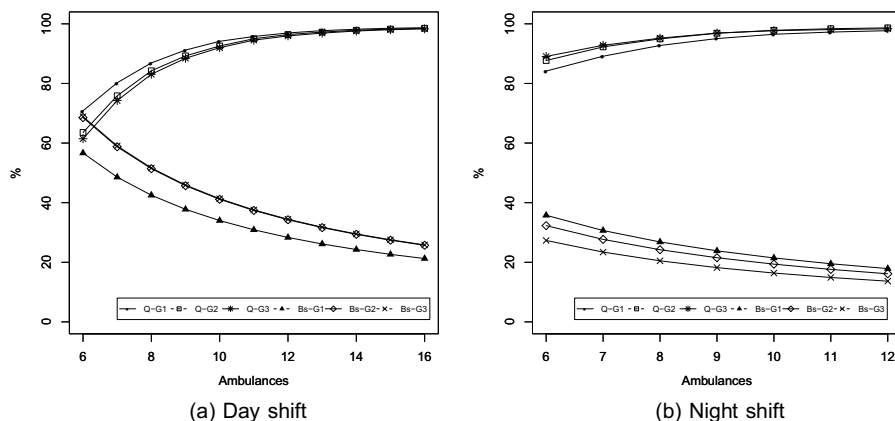 100
80
60
40
20
0
%
Q−G1 Q−G2 Q−G3 Bs−G1 Bs−G2 Bs−G3
6 8 10 12 14 16
Ambulances
(a) Day shift
100
80
60
40
20
0
%
Q−G1 Q−G2 Q−G3 Bs−G1 Bs−G2 Bs−G3
6 7 8 9 10 11 12
Ambulances
(b) Night shift